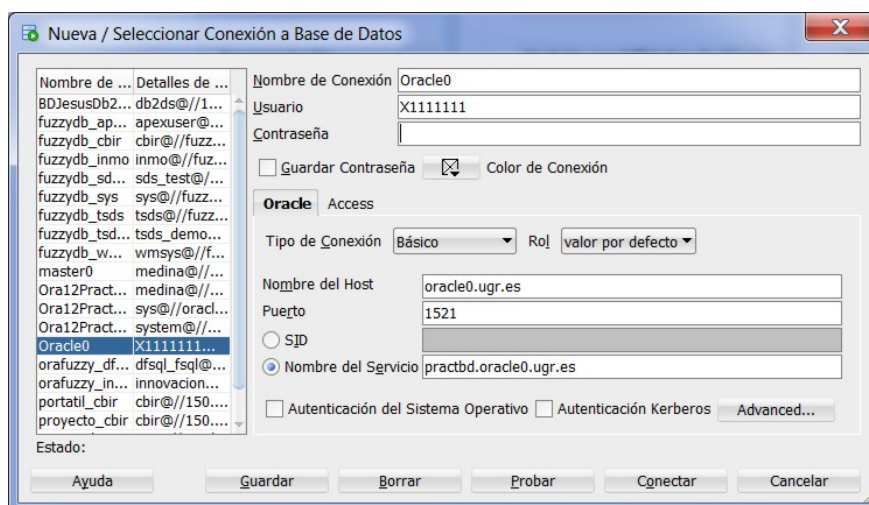 Nueva / Seleccionar Conexión a Base de Datos
Nombre de ... Detalles de ...
BDJesusDb2... db2ds@//1...
fuzzydb_ap... apexuser@...
fuzzydb_cbir cbir@//fuzz...
fuzzydb_inmo inmo@//fuz...
fuzzydb_sd... sds_test@/...
fuzzydb_sys sys@//fuzz...
fuzzydb_tsds tsds@//fuzz...
fuzzydb_tsd... tsds_demo...
fuzzydb_w... wmsys@//f...
master0 medina@//...
Ora12Pract... medina@//...
Ora12Pract... sys@//oracl...
Ora12Pract... system@//...
Oracle0 X1111111...
orafuzzy_df... dfsql_fsql@...
orafuzzy_in... innovacion...
portatil_cbir cbir@//150....
proyecto_cbir cbir@//150....
Nombre de Conexión Oracle0
Usuario X1111111
Contraseña
Guardar Contraseña Color de Conexión
Oracle Access
Tipo de Conexión Básico Rol valor por defecto
Nombre del Host oracle0.ugr.es
Puerto 1521
SID
Nombre del Servicio practbd.oracle0.ugr.es
Autenticación del Sistema Operativo Autenticación Kerberos Advanced...
Estado:
Ayuda Guardar Borrar Probar Conectar Cancelar